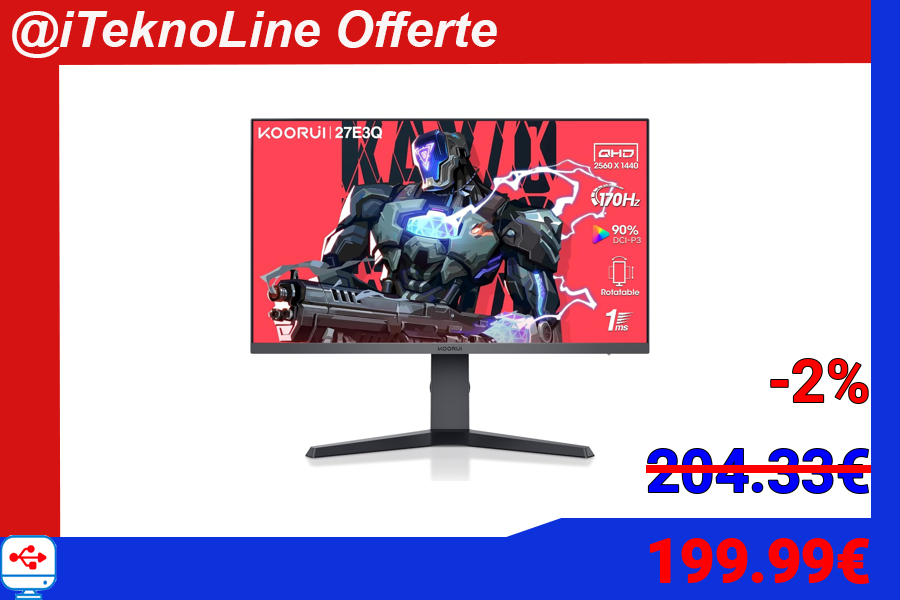 @iTeknoLine Offerte
KOORUI | 27E3Q
QHD
2560 X 1440
170Hz
90%
DCI-P3
Rotatable
1ms
KOORUI
-2%
204.33€
199.99€